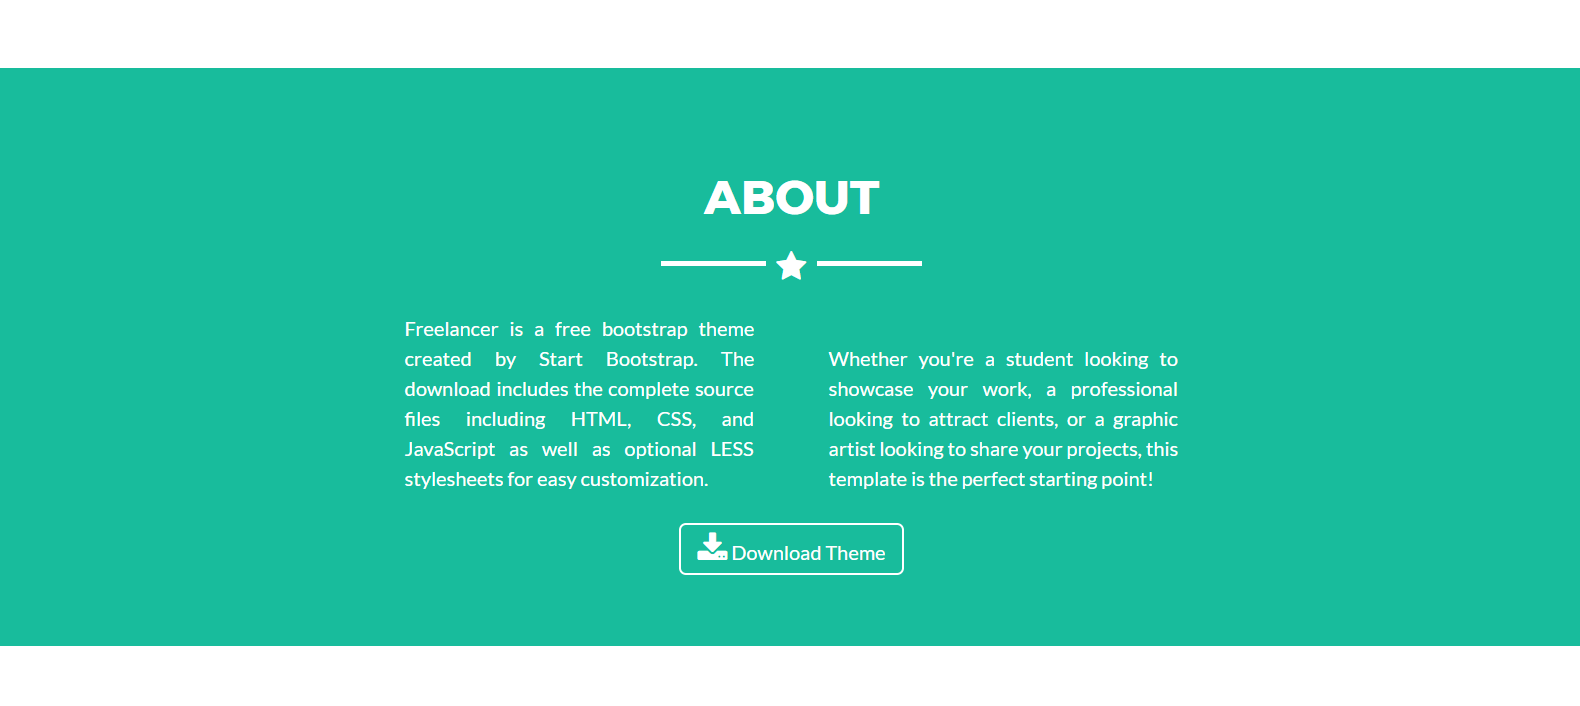 ABOUT
Freelancer is a free bootstrap theme
created by Start Bootstrap. The
download includes the complete source
files including HTML, CSS, and
JavaScript as well as optional LESS
stylesheets for easy customization.
Whether you're a student looking to
showcase your work, a professional
looking to attract clients, or a graphic
artist looking to share your projects, this
template is the perfect starting point!
Download Theme